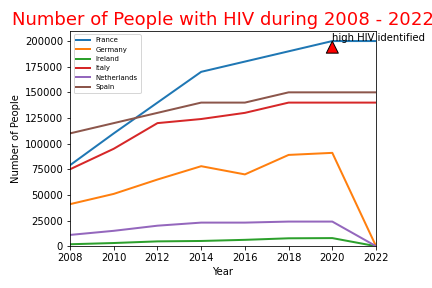 Number of People with HIV during 2008 - 2022
high HIV identified
France
Germany
Ireland
Italy
Netherlands
Spain
Number of People
200000
175000
150000
125000
100000
75000
50000
25000
0
2008 2010 2012 2014 2016 2018 2020 2022
Year